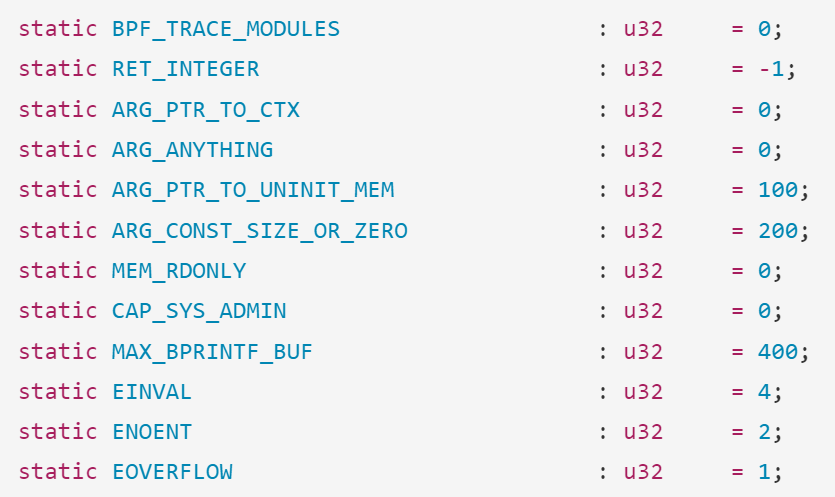 static BPF_TRACE_MODULES : u32 = 0;
static RET_INTEGER : u32 = -1;
static ARG_PTR_TO_CTX : u32 = 0;
static ARG_ANYTHING : u32 = 0;
static ARG_PTR_TO_UNINIT_MEM : u32 = 100;
static ARG_CONST_SIZE_OR_ZERO : u32 = 200;
static MEM_RDONLY : u32 = 0;
static CAP_SYS_ADMIN : u32 = 0;
static MAX_BPRINTF_BUF : u32 = 400;
static EINVAL : u32 = 4;
static ENOENT : u32 = 2;
static EOVERFLOW : u32 = 1;